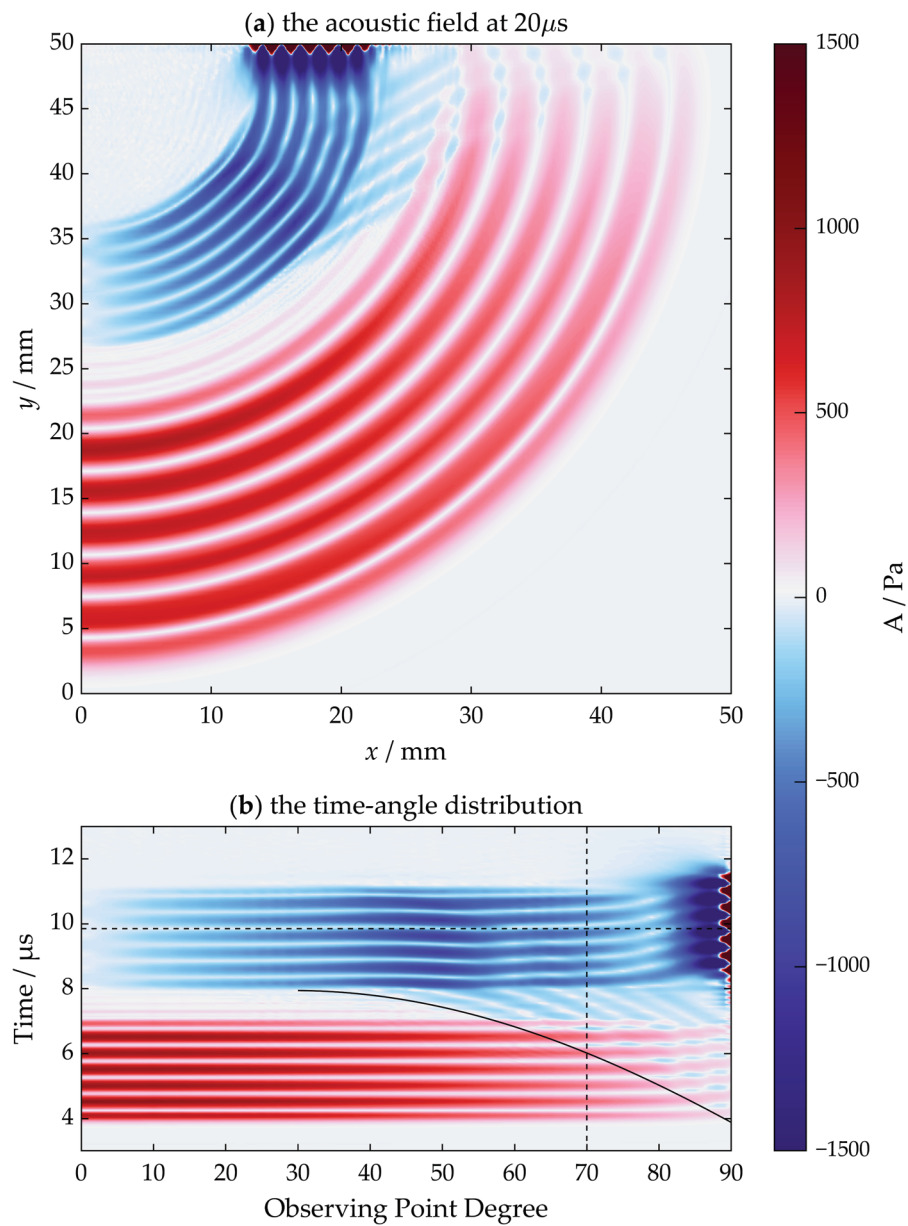 (a) the acoustic field at 20μs
50
45
40
35
30
25
20
15
10
5
0
y / mm
0 10 20 30 40 50
x / mm
1500
1000
500
0
−500
−1000
−1500
A / Pa
(b) the time-angle distribution
12
10
8
6
4
Time / μs
0 10 20 30 40 50 60 70 80 90
Observing Point Degree